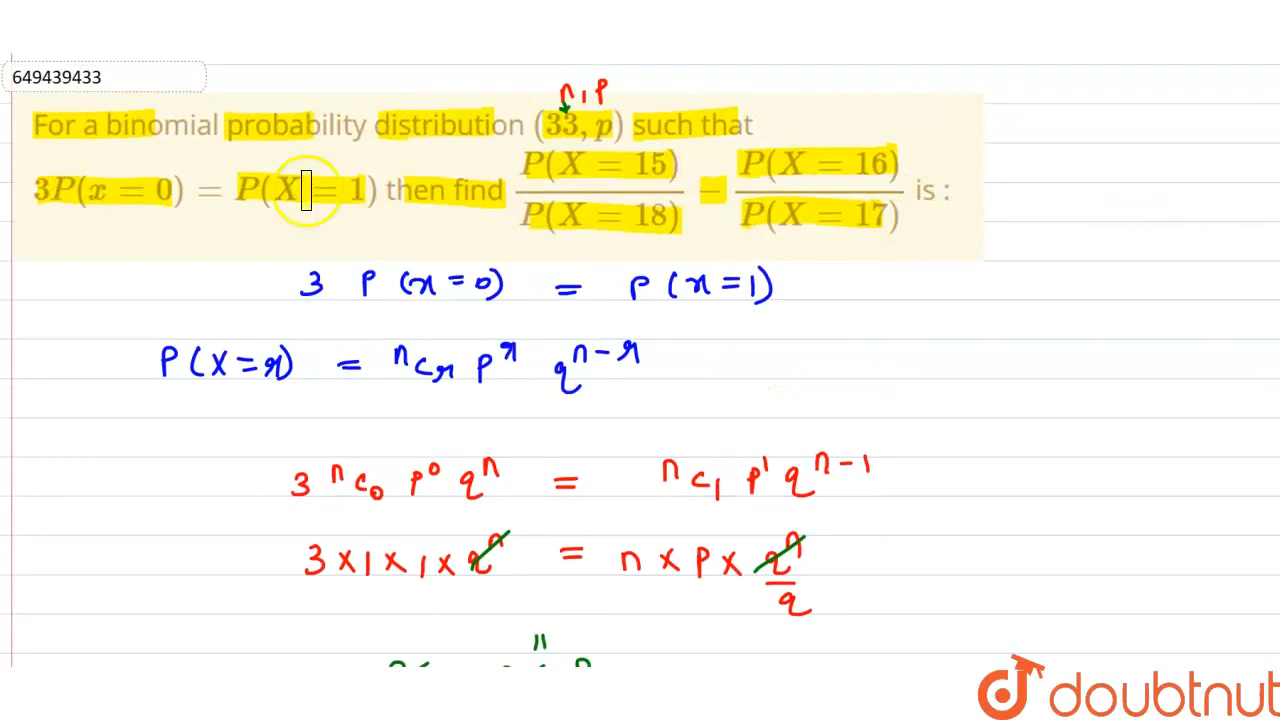 649439433
n, p
For a binomial probability distribution (33, p) such that
3P(x = 0) = P(X = 1) then find P(X = 15)/P(X = 18) − P(X = 16)/P(X = 17) is :
3 P (x = 0) = P (x = 1)
P (X = r) = ⁿCᵣ pʳ qⁿ⁻ʳ
3 ⁿC₀ p⁰ qⁿ = ⁿC₁ p¹ qⁿ⁻¹
3 × 1 × 1 × qⁿ = n × p × qⁿ/q
11
doubtnut